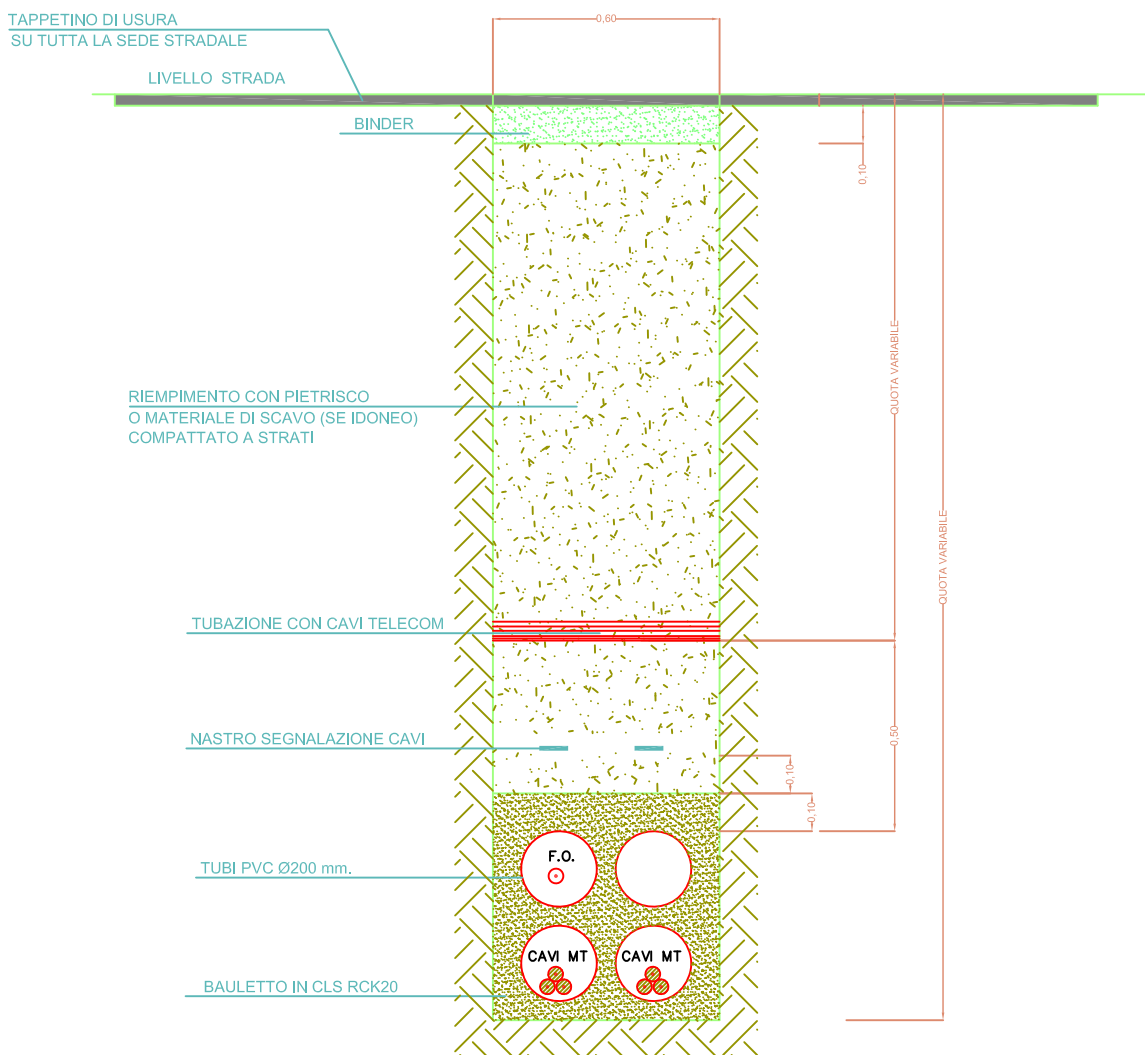 TAPPETINO DI USURA
SU TUTTA LA SEDE STRADALE
0,60
LIVELLO STRADA
BINDER
0,10
QUOTA VARIABILE
RIEMPIMENTO CON PIETRISCO
O MATERIALE DI SCAVO (SE IDONEO)
COMPATTATO A STRATI
QUOTA VARIABILE
TUBAZIONE CON CAVI TELECOM
NASTRO SEGNALAZIONE CAVI
0,50
0,10
0,10
F.O.
TUBI PVC Ø200 mm.
CAVI MT
CAVI MT
BAULETTO IN CLS RCK20